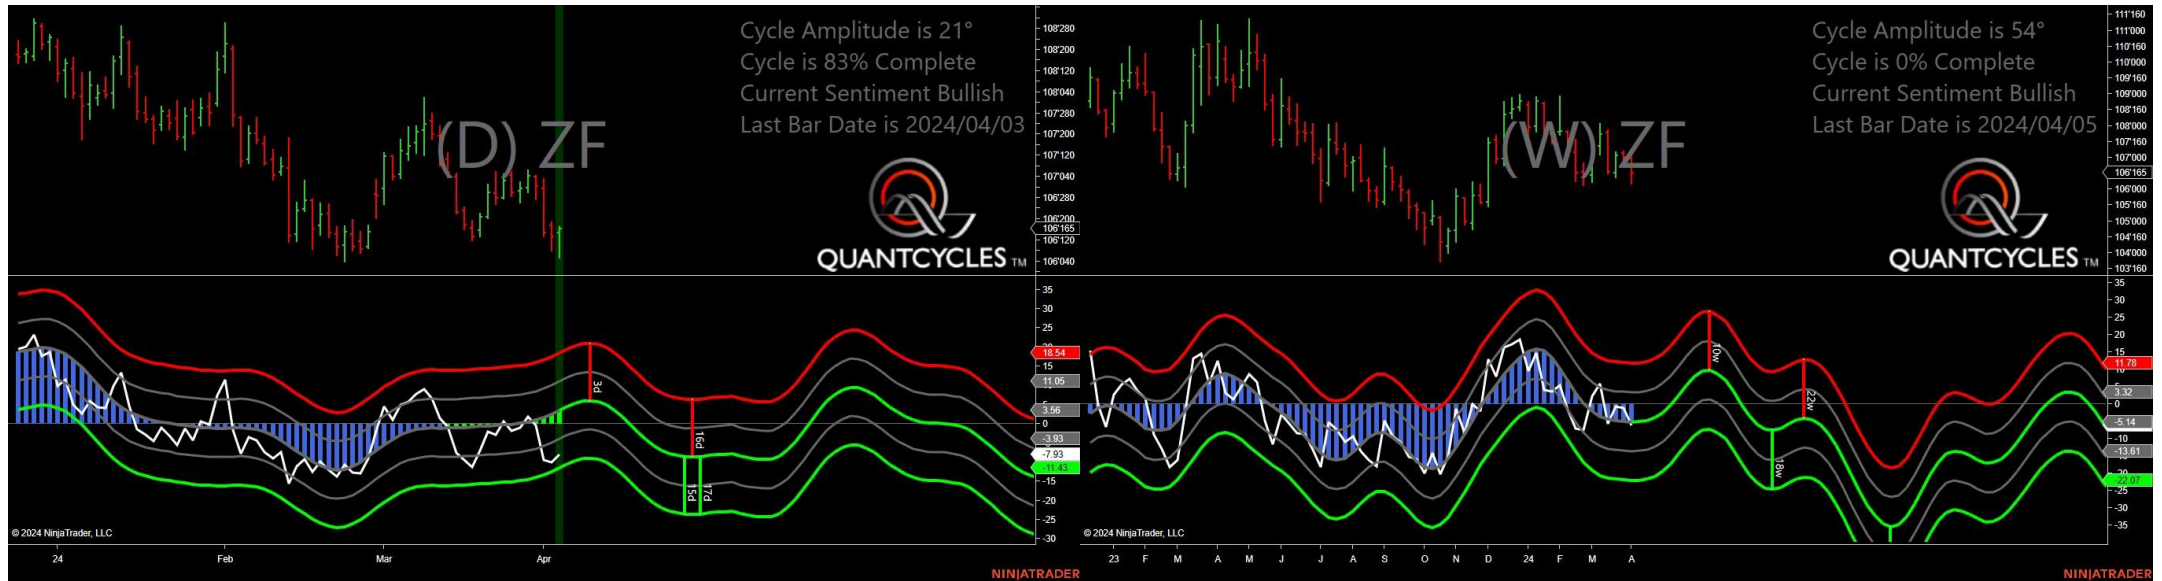 Cycle Amplitude is 21°
Cycle is 83% Complete
Current Sentiment Bullish
Last Bar Date is 2024/04/03
(D) ZF
QUANTCYCLES TM
108'280
108'200
108'120
108'040
107'280
107'200
107'120
107'040
106'280
106'200
106'165
106'120
106'040
35
30
25
20
18.54
15
11.05
5
3.56
0
-3.93
-7.93
-11.43
-15
-20
-25
-30
3d
16d
15d
17d
© 2024 NinjaTrader, LLC
24
Feb
Mar
Apr
NINJATRADER
Cycle Amplitude is 54°
Cycle is 0% Complete
Current Sentiment Bullish
Last Bar Date is 2024/04/05
(W) ZF
QUANTCYCLES TM
111'160
111'000
110'160
110'000
109'160
109'000
108'160
108'000
107'160
107'000
106'165
106'000
105'160
105'000
104'160
104'000
103'160
35
30
25
20
15
11.78
10
5
3.32
0
-5.14
-10
-13.61
-20
-22.07
-25
-30
-35
10w
22w
18w
© 2024 NinjaTrader, LLC
23
F
M
A
M
J
J
A
S
O
N
D
24
F
M
A
NINJATRADER